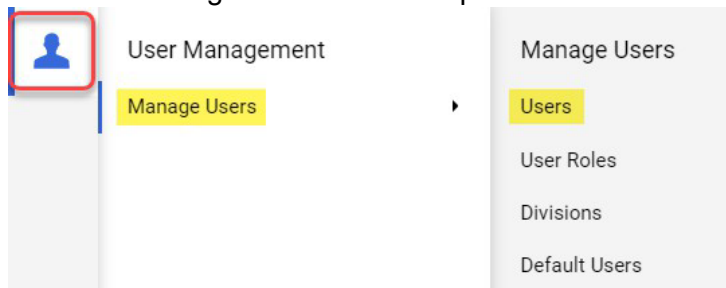 User Management
Manage Users
Manage Users
Users
User Roles
Divisions
Default Users